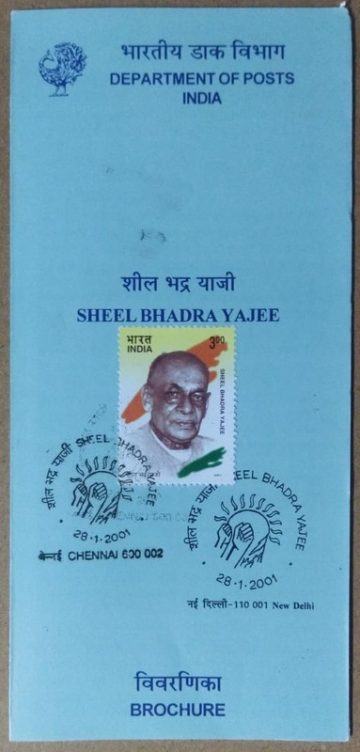 भारतीय डाक विभाग
DEPARTMENT OF POSTS
INDIA
शील भद्र याजी
SHEEL BHADRA YAJEE
भारत
INDIA
3.00
SHEEL BHADRA YAJEE
शील भद्र याजी SHEEL BHADRA YAJEE
28·1·2001
चेन्नई CHENNAI 600 002
शील भद्र याजी SHEEL BHADRA YAJEE
28·1·2001
नई दिल्ली-110 001 New Delhi
विवरणिका
BROCHURE